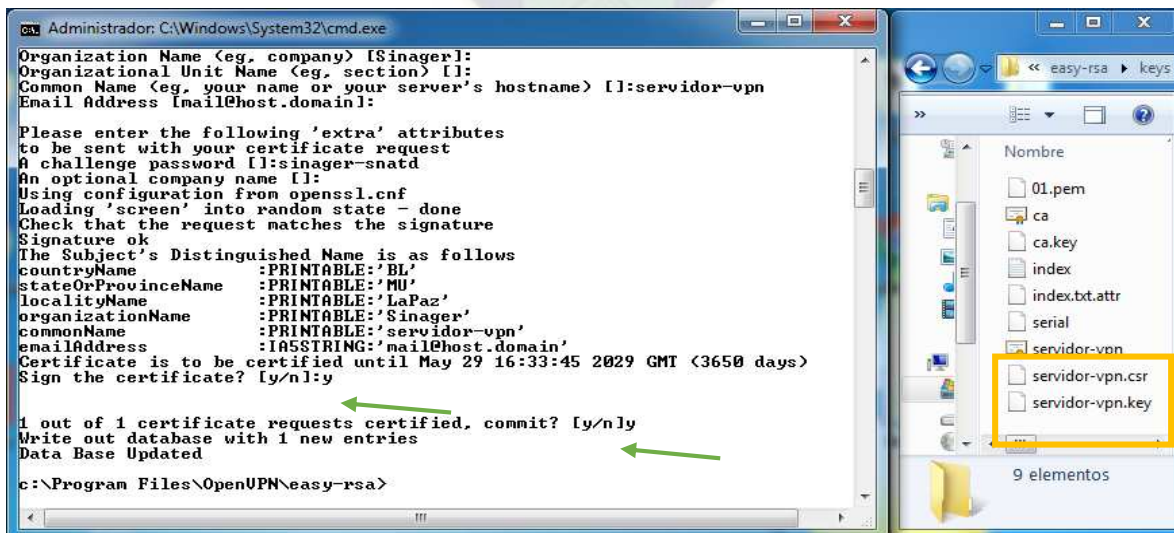 Administrador: C:\Windows\System32\cmd.exe
Organization Name (eg, company) [Sinager]:
Organizational Unit Name (eg, section) []:
Common Name (eg, your name or your server's hostname) []:servidor-vpn
Email Address [mail@host.domain]:
Please enter the following 'extra' attributes
to be sent with your certificate request
A challenge password []:sinager-snatd
An optional company name []:
Using configuration from openssl.cnf
Loading 'screen' into random state - done
Check that the request matches the signature
Signature ok
The Subject's Distinguished Name is as follows
countryName :PRINTABLE:'BL'
stateOrProvinceName :PRINTABLE:'MU'
localityName :PRINTABLE:'LaPaz'
organizationName :PRINTABLE:'Sinager'
commonName :PRINTABLE:'servidor-vpn'
emailAddress :IA5STRING:'mail@host.domain'
Certificate is to be certified until May 29 16:33:45 2029 GMT (3650 days)
Sign the certificate? [y/n]:y
1 out of 1 certificate requests certified, commit? [y/n]y
Write out database with 1 new entries
Data Base Updated
c:\Program Files\OpenVPN\easy-rsa>
« easy-rsa ▸ keys
»
Nombre
01.pem
ca
ca.key
index
index.txt.attr
serial
servidor-vpn
servidor-vpn.csr
servidor-vpn.key
9 elementos